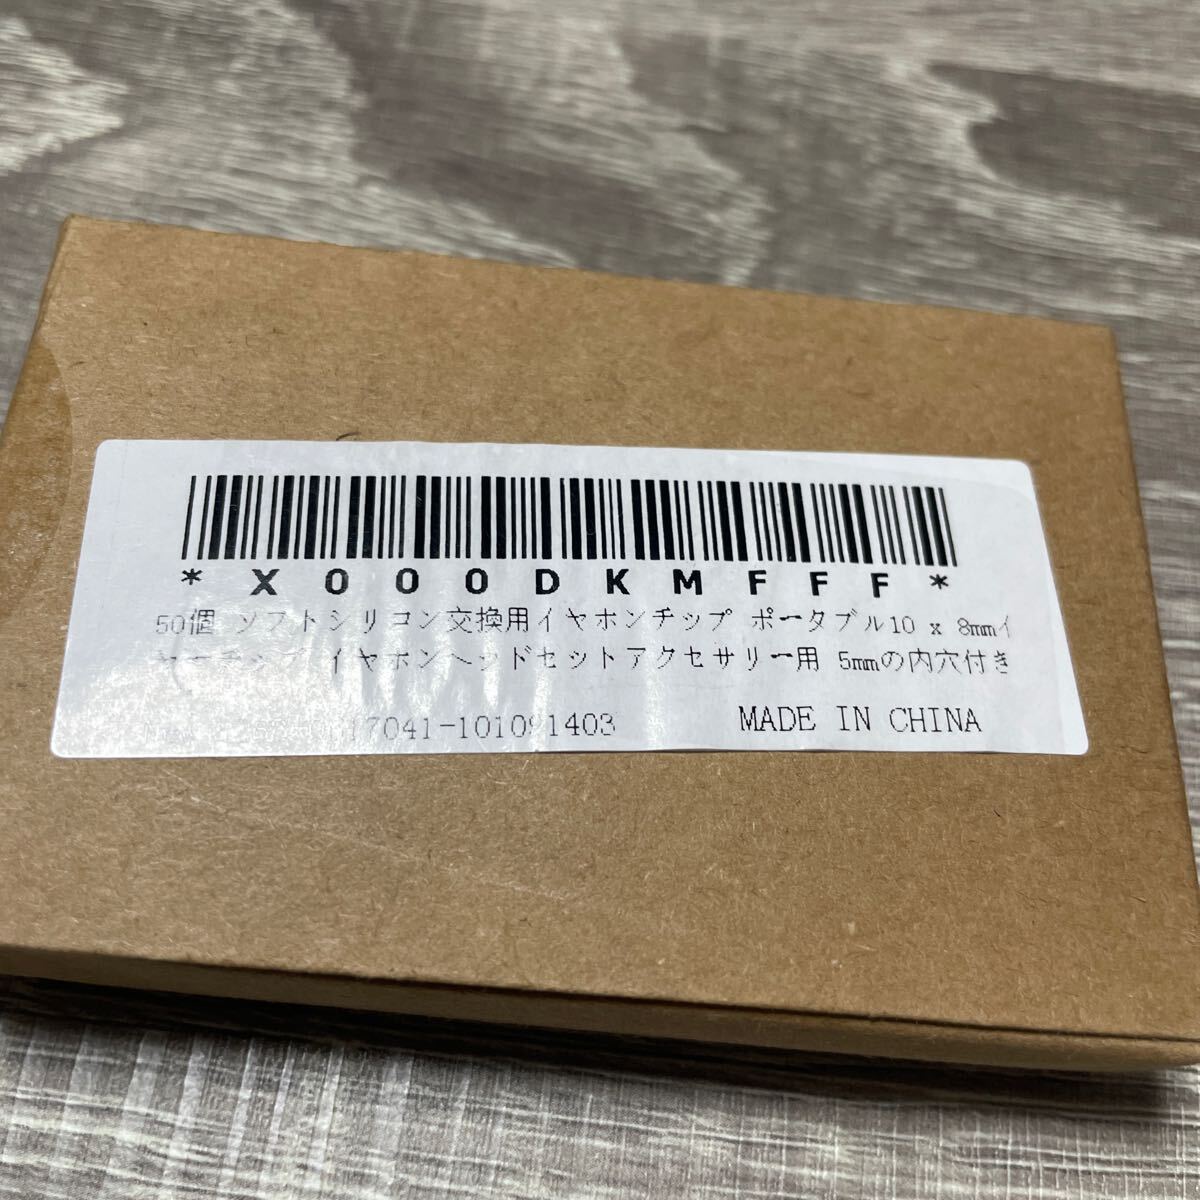 *X000DKMFFF*
50個 ソフトシリコン交換用イヤホンチップ ポータブル10 x 8mmイ
ヤーチップ イヤホンヘッドセットアクセサリー用 5mmの内穴付き
17041-101091403 MADE IN CHINA